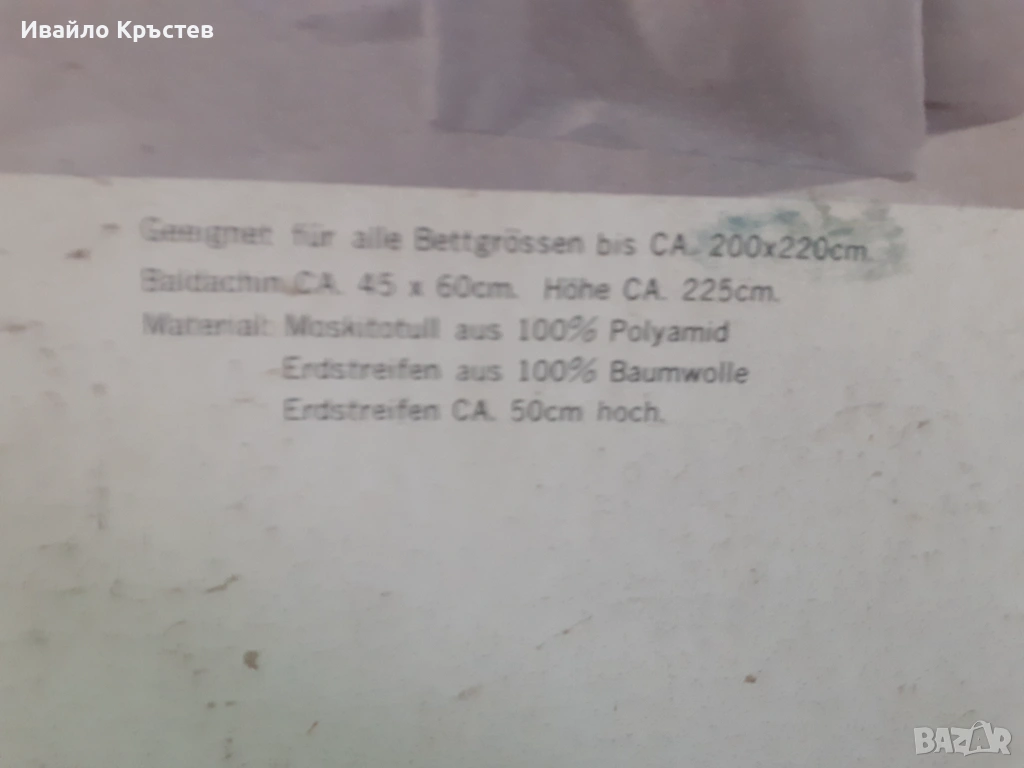 Ивайло Кръстев
Geeignet für alle Bettgrössen bis CA. 200x220cm.
Baldachin CA. 45 x 60cm. Höhe CA. 225cm.
Material: Moskitotüll aus 100% Polyamid
Erdstreifen aus 100% Baumwolle
Erdstreifen CA. 50cm hoch.
BAZAR